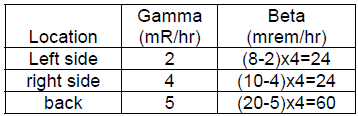 Location Gamma (mR/hr) Beta (mrem/hr)
Left side 2 (8-2)x4=24
right side 4 (10-4)x4=24
back 5 (20-5)x4=60